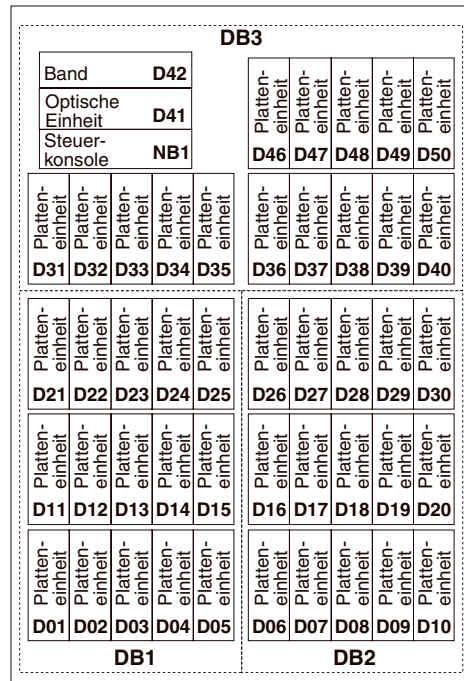 DB3
Band D42
Optische
Einheit D41
Steuer-
konsole NB1
Platten-
einheit
D46
Platten-
einheit
D47
Platten-
einheit
D48
Platten-
einheit
D49
Platten-
einheit
D50
Platten-
einheit
D31
Platten-
einheit
D32
Platten-
einheit
D33
Platten-
einheit
D34
Platten-
einheit
D35
Platten-
einheit
D36
Platten-
einheit
D37
Platten-
einheit
D38
Platten-
einheit
D39
Platten-
einheit
D40
Platten-
einheit
D21
Platten-
einheit
D22
Platten-
einheit
D23
Platten-
einheit
D24
Platten-
einheit
D25
Platten-
einheit
D26
Platten-
einheit
D27
Platten-
einheit
D28
Platten-
einheit
D29
Platten-
einheit
D30
Platten-
einheit
D11
Platten-
einheit
D12
Platten-
einheit
D13
Platten-
einheit
D14
Platten-
einheit
D15
Platten-
einheit
D16
Platten-
einheit
D17
Platten-
einheit
D18
Platten-
einheit
D19
Platten-
einheit
D20
Platten-
einheit
D01
Platten-
einheit
D02
Platten-
einheit
D03
Platten-
einheit
D04
Platten-
einheit
D05
Platten-
einheit
D06
Platten-
einheit
D07
Platten-
einheit
D08
Platten-
einheit
D09
Platten-
einheit
D10
DB1
DB2